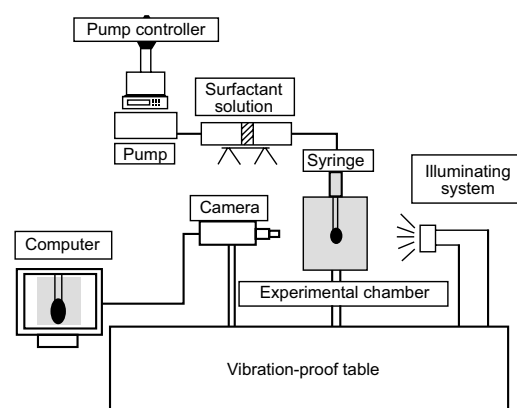 Pump controller
Surfactant
solution
Pump
Syringe
Illuminating
system
Camera
Computer
Experimental chamber
Vibration-proof table